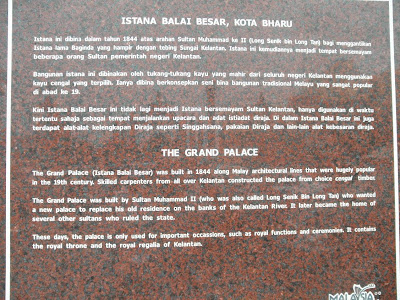 ISTANA BALAI BESAR, KOTA BHARU
Istana ini dibina dalam tahun 1844 atas arahan Sultan Muhammad ke II (Long Senik bin Long Tan) bagi menggantikan
Istana lama Baginda yang hampir dengan tebing Sungai Kelantan. Istana ini kemudiannya menjadi tempat bersemayam
beberapa orang Sultan pemerintah negeri Kelantan.
Bangunan istana ini dibinakan oleh tukang-tukang kayu yang mahir dari seluruh negeri Kelantan menggunakan
kayu cengal yang terpilih. Ianya dibina berkonsepkan seni bina bangunan tradisional Melayu yang sangat popular
di abad ke 19.
Kini Istana Balai Besar ini tidak lagi menjadi Istana bersemayam Sultan Kelantan, hanya digunakan di waktu
tertentu sahaja sebagai tempat menjalankan upacara dan adat istiadat diraja. Di dalam Istana Balai Besar ini juga
terdapat alat-alat kelengkapan Diraja seperti Singgahsana, pakaian Diraja dan lain-lain alat kebesaran diraja.
THE GRAND PALACE
The Grand Palace (Istana Balai Besar) was built in 1844 along Malay architectural lines that were hugely popular
in the 19th century. Skilled carpenters from all over Kelantan constructed the palace from choice cengal timber.
The Grand Palace was built by Sultan Muhammad II (who was also called Long Senik Bin Long Tan) who wanted
a new palace to replace his old residence on the banks of the Kelantan River. It later became the home of
several other sultans who ruled the state.
These days, the palace is only used for important occassions, such as royal functions and ceremonies. It contains
the royal throne and the royal regalia of Kelantan.
MALAYSIA